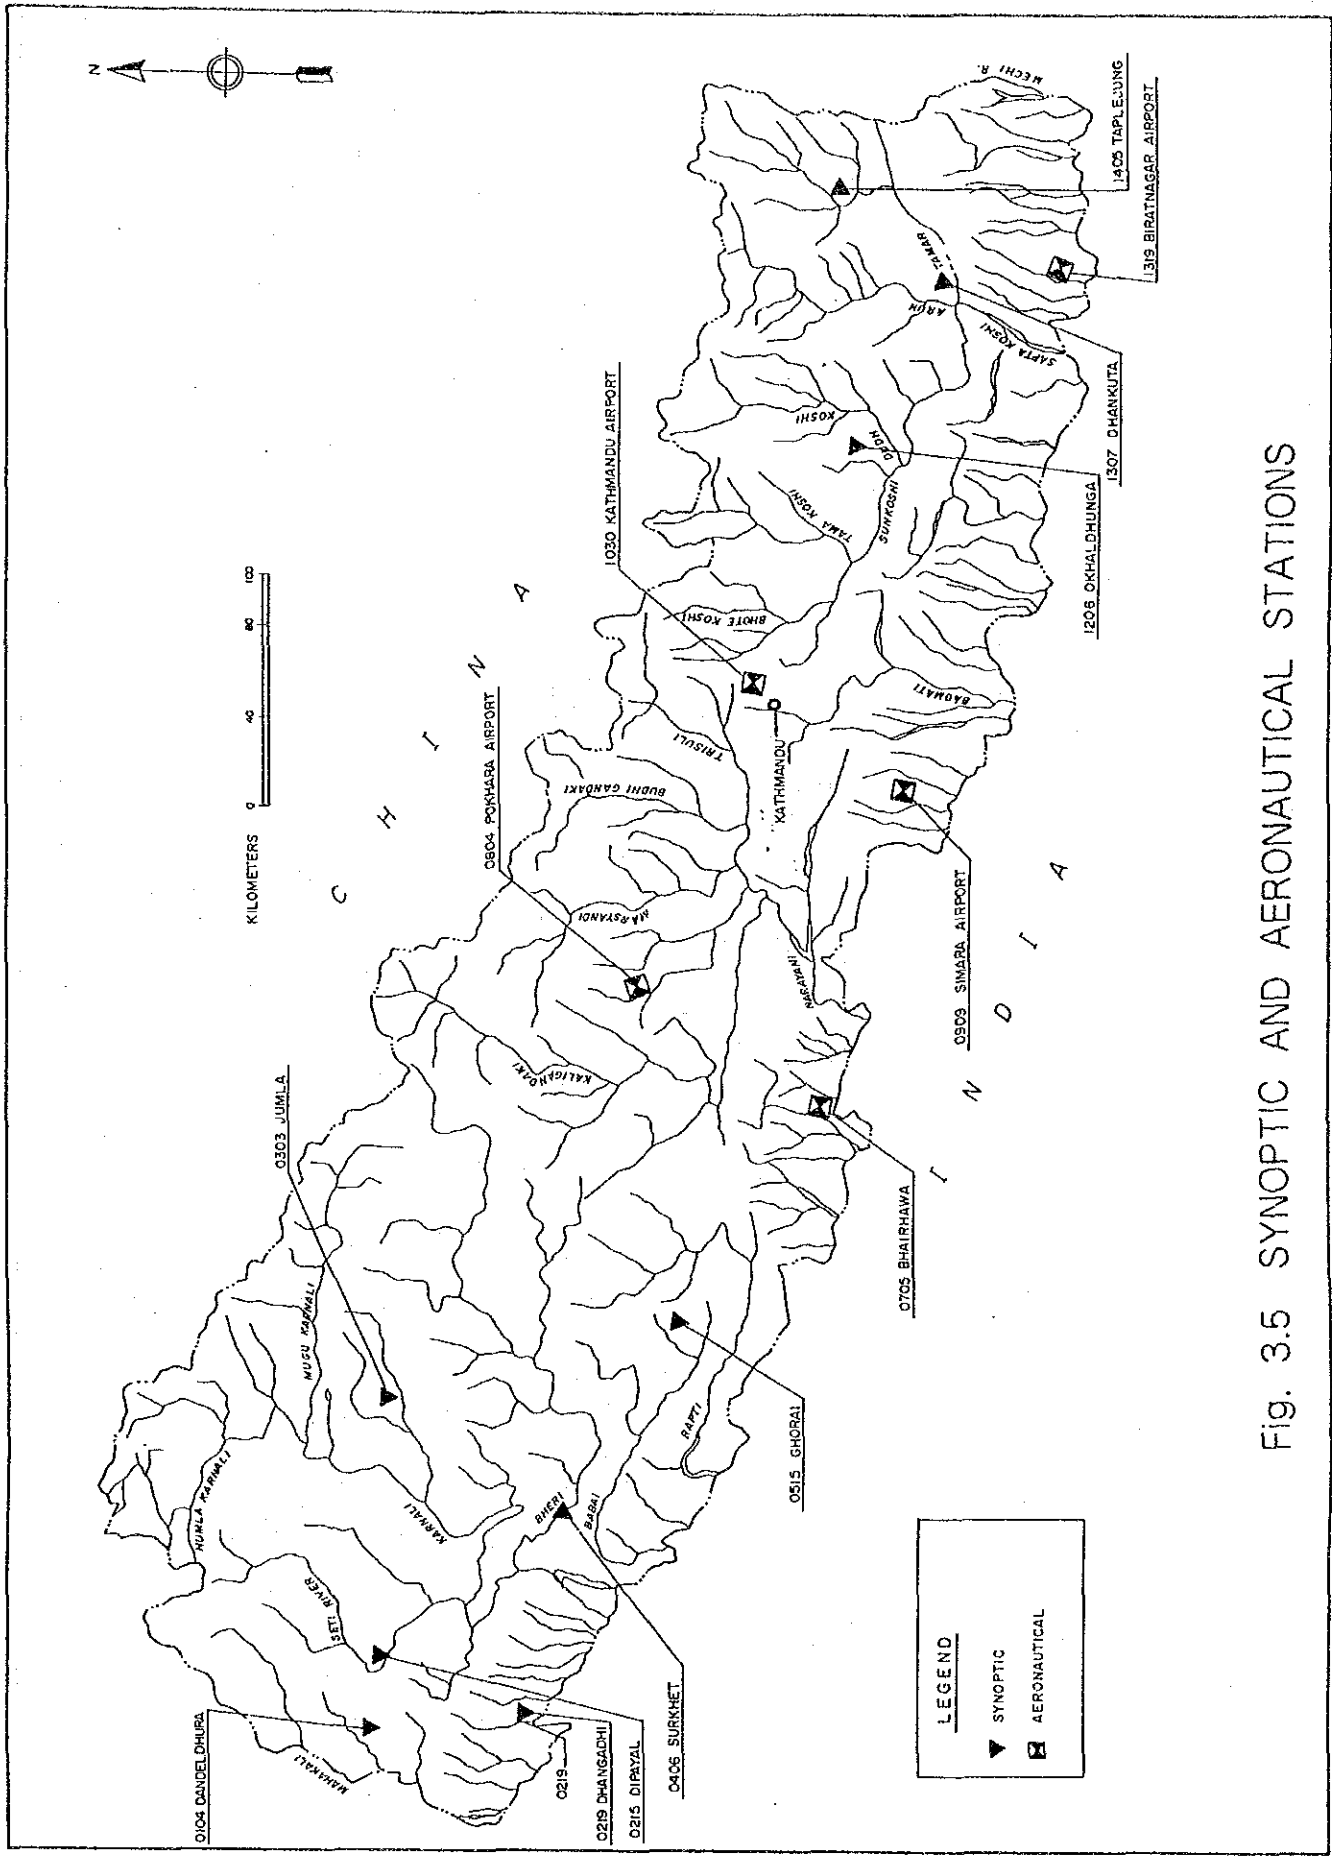 N
KILOMETERS
0 40 80 100
C H I N A
I N D I A
0104 DANDELDHURA
0303 JUMLA
0804 POKHARA AIRPORT
1030 KATHMANDU AIRPORT
MAHAKALI
SETI RIVER
HUMLA KARNALI
MUGU KARNALI
KARNALI
BHERI
BABAI
RAPTI
KALIGANDAKI
MARSYANDI
BUDHI GANDAKI
TRISULI
NARAYANI
KATHMANDU
BHOTE KOSHI
BAGMATI
TAMA KOSHI
SUNKOSHI
DUDH
KOSHI
ARUN
TAMAR
SAPTA KOSHI
MECHI R.
0219
0219 DHANGADHI
0215 DIPAYAL
0406 SURKHET
0515 GHORAI
0705 BHAIRHAWA
0909 SIMARA AIRPORT
1206 OKHALDHUNGA
1307 DHANKUTA
1405 TAPLEJUNG
1319 BIRATNAGAR AIRPORT
LEGEND
SYNOPTIC
AERONAUTICAL
Fig. 3.5 SYNOPTIC AND AERONAUTICAL STATIONS